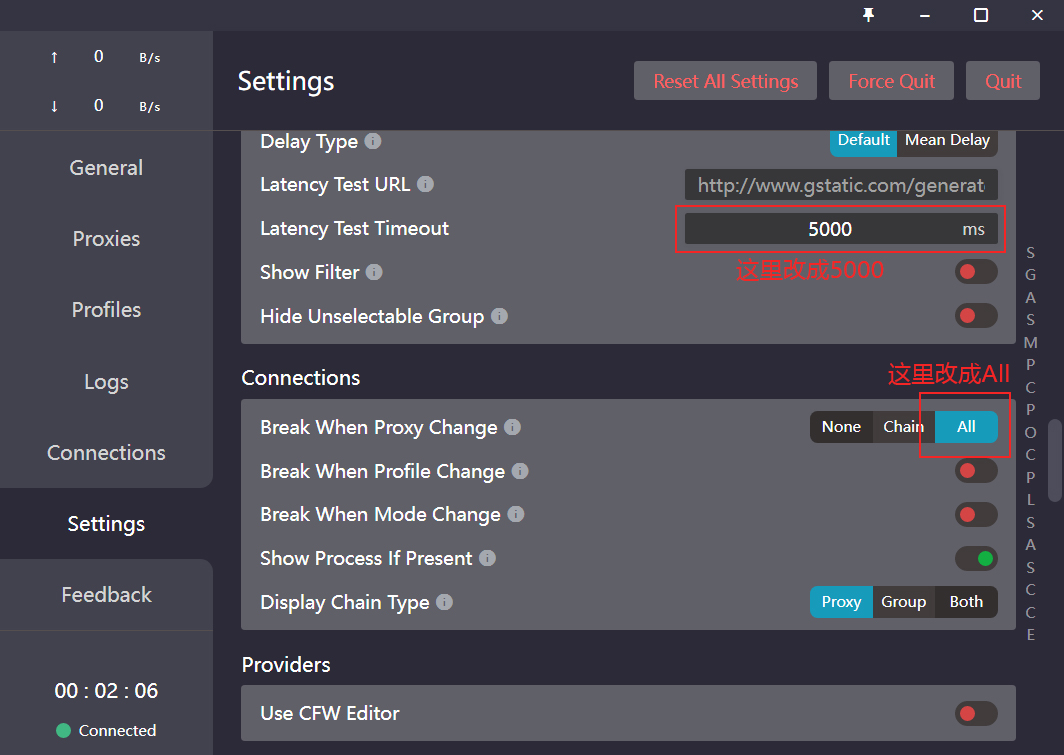 ↑ 0 B/s
↓ 0 B/s
General
Proxies
Profiles
Logs
Connections
Settings
Feedback
00 : 02 : 06
Connected
Settings
Reset All Settings
Force Quit
Quit
Delay Type
Default Mean Delay
Latency Test URL
http://www.gstatic.com/generat
Latency Test Timeout
5000 ms
这里改成5000
Show Filter
Hide Unselectable Group
Connections
这里改成All
Break When Proxy Change
None Chain All
Break When Profile Change
Break When Mode Change
Show Process If Present
Display Chain Type
Proxy Group Both
Providers
Use CFW Editor
S
G
A
S
M
P
C
P
O
C
P
L
S
A
S
C
C
E